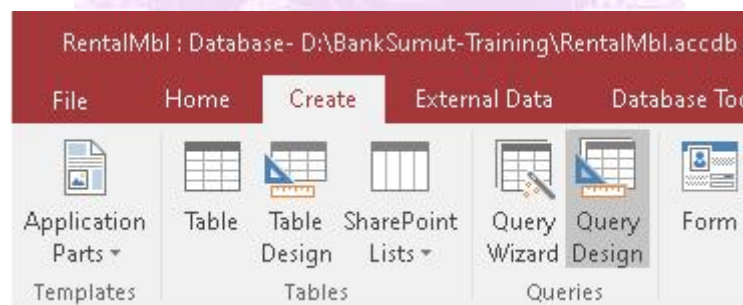 RentalMbl : Database- D:\BankSumut-Training\RentalMbl.accdb
File Home Create External Data Database Too
Application Parts
Table
Table Design
SharePoint Lists
Query Wizard
Query Design
Form
Templates Tables Queries